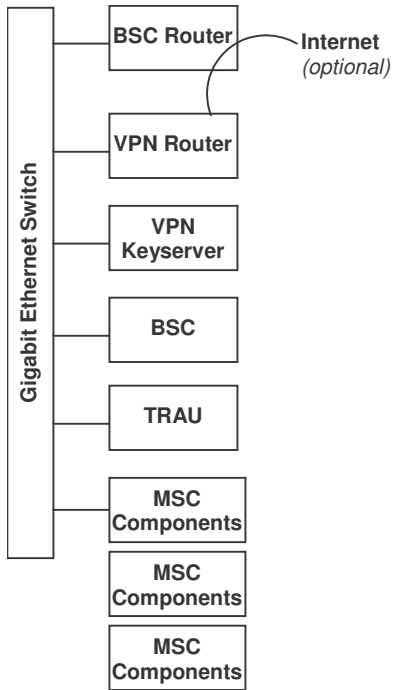 BSC Router
Internet
(optional)
VPN Router
VPN
Keyserver
Gigabit Ethernet Switch
BSC
TRAU
MSC
Components
MSC
Components
MSC
Components